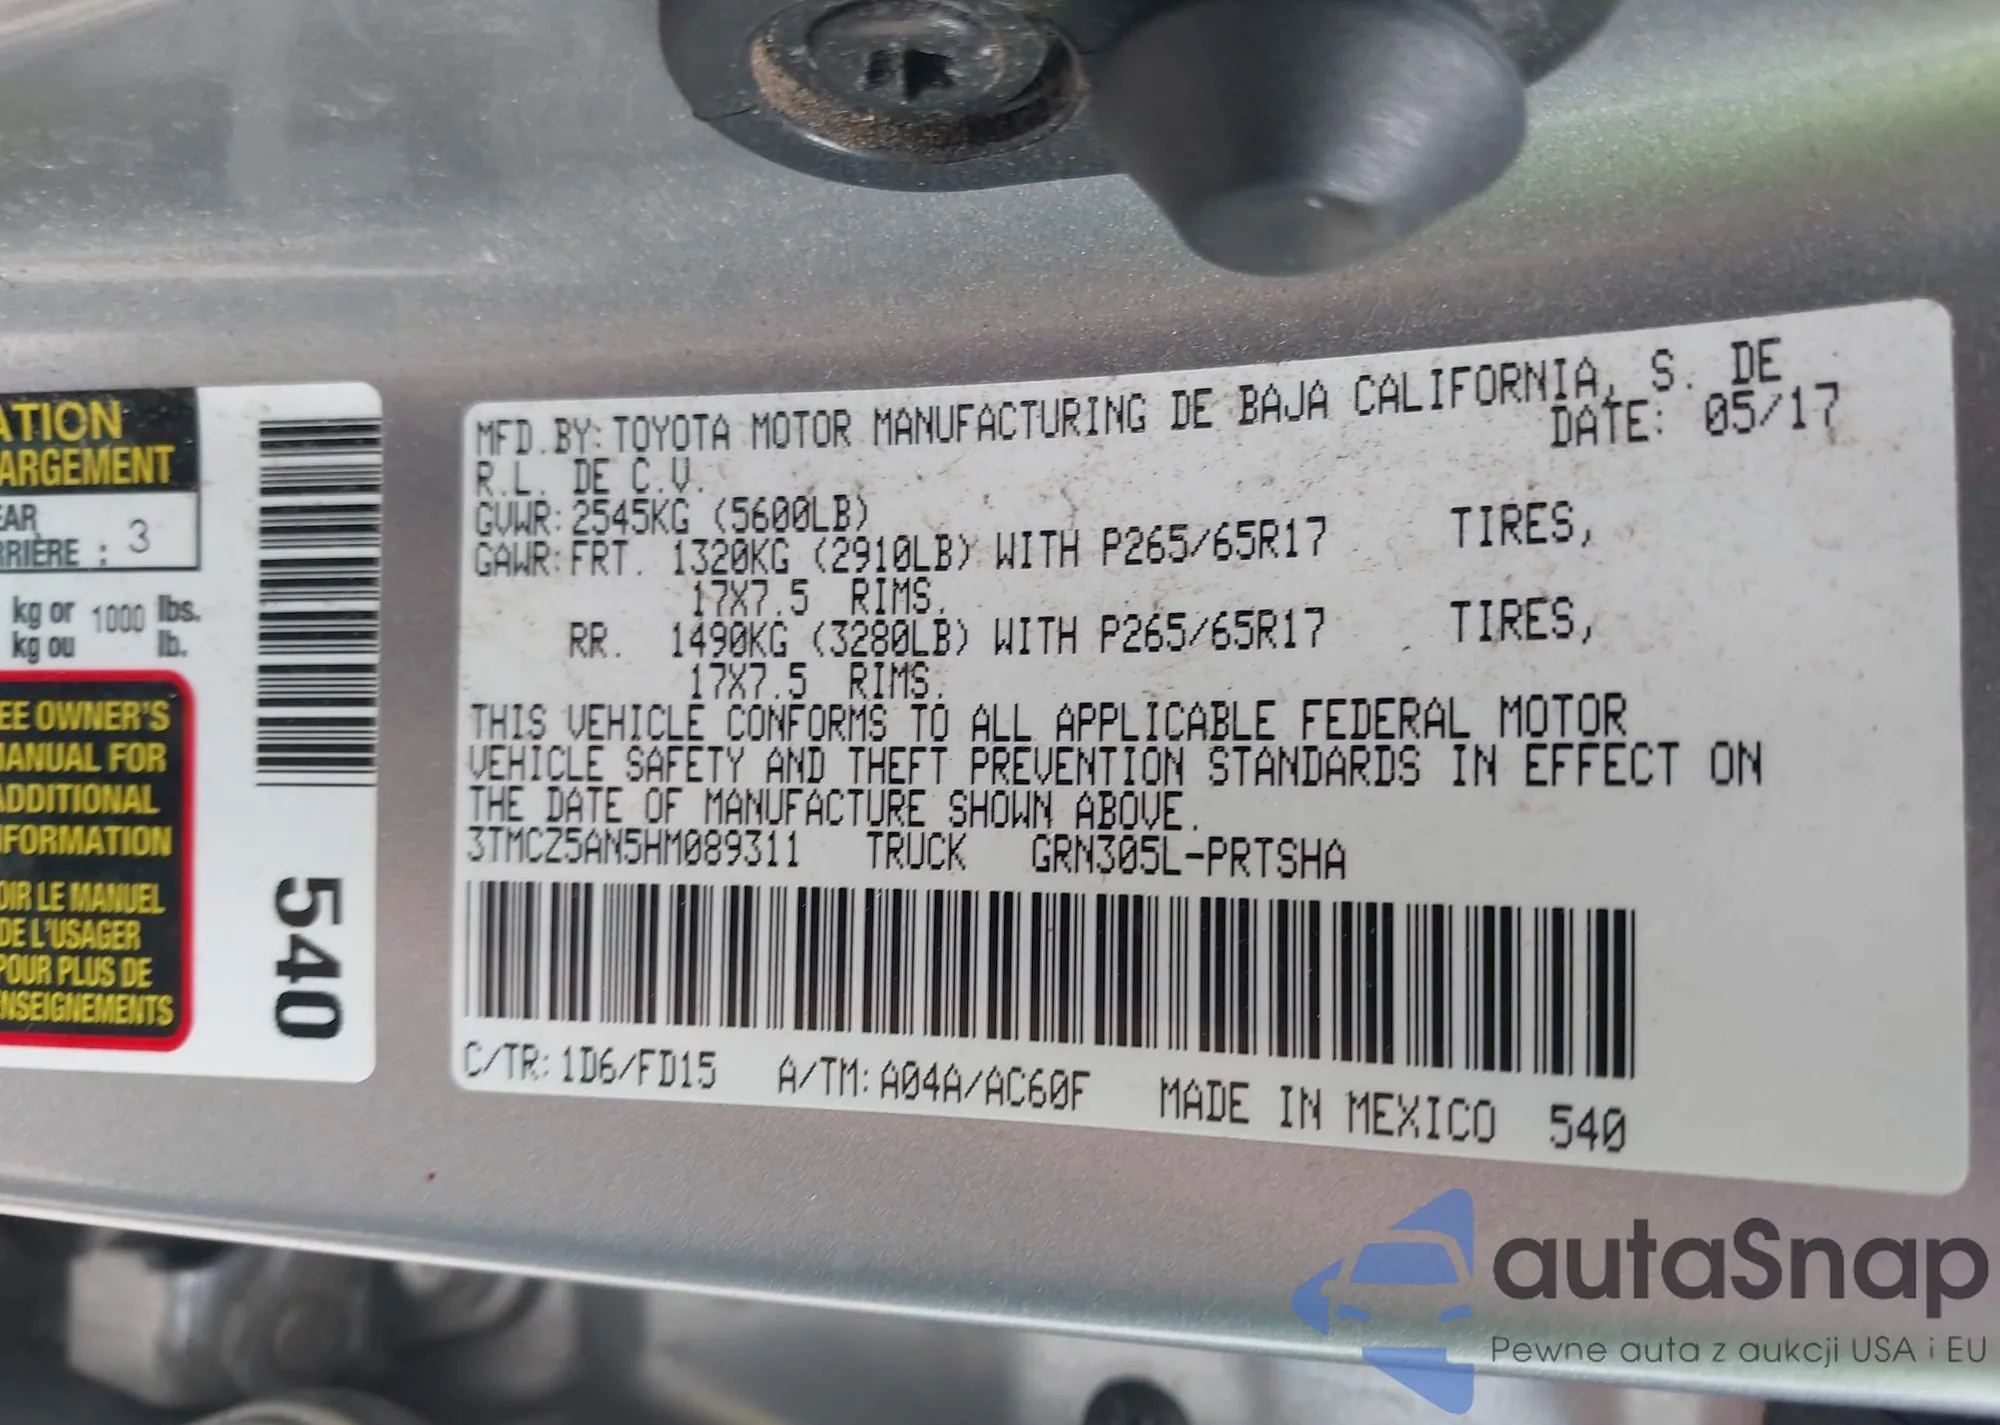 ATION
ARGEMENT
EAR
RRIÈRE : 3
kg or 1000 lbs.
kg ou lb.
EE OWNER'S
MANUAL FOR
ADDITIONAL
NFORMATION
OIR LE MANUEL
DE L'USAGER
POUR PLUS DE
NSEIGNEMENTS
540
MFD.BY:TOYOTA MOTOR MANUFACTURING DE BAJA CALIFORNIA, S. DE
R.L. DE C.V. DATE: 05/17
GVWR:2545KG (5600LB)
GAWR:FRT. 1320KG (2910LB) WITH P265/65R17 TIRES,
17X7.5 RIMS.
RR. 1490KG (3280LB) WITH P265/65R17 TIRES,
17X7.5 RIMS.
THIS VEHICLE CONFORMS TO ALL APPLICABLE FEDERAL MOTOR
VEHICLE SAFETY AND THEFT PREVENTION STANDARDS IN EFFECT ON
THE DATE OF MANUFACTURE SHOWN ABOVE.
3TMCZ5AN5HM089311 TRUCK GRN305L-PRTSHA
C/TR:1D6/FD15 A/TM:A04A/AC60F MADE IN MEXICO 540
autaSnap
Pewne auta z aukcji USA i EU